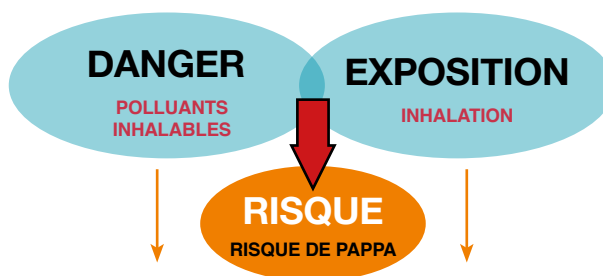 DANGER
POLLUANTS
INHALABLES
EXPOSITION
INHALATION
RISQUE
RISQUE DE PAPPA